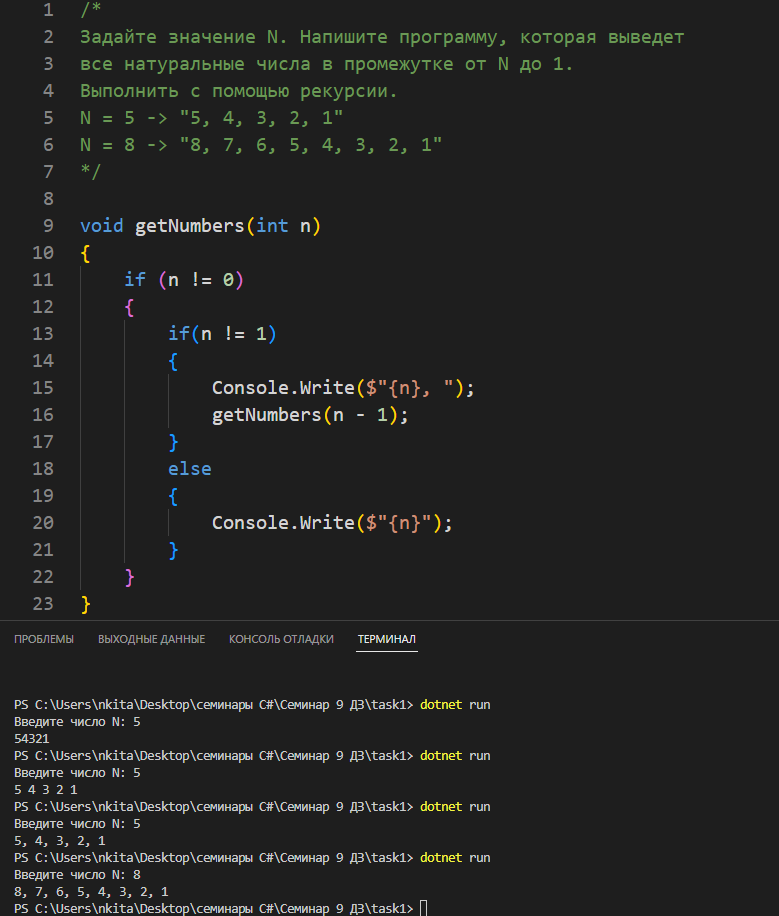 1 /*
2 Задайте значение N. Напишите программу, которая выведет
3 все натуральные числа в промежутке от N до 1.
4 Выполнить с помощью рекурсии.
5 N = 5 -> "5, 4, 3, 2, 1"
6 N = 8 -> "8, 7, 6, 5, 4, 3, 2, 1"
7 */
8
9 void getNumbers(int n)
10 {
11 if (n != 0)
12 {
13 if(n != 1)
14 {
15 Console.Write($"{n}, ");
16 getNumbers(n - 1);
17 }
18 else
19 {
20 Console.Write($"{n}");
21 }
22 }
23 }
ПРОБЛЕМЫ ВЫХОДНЫЕ ДАННЫЕ КОНСОЛЬ ОТЛАДКИ ТЕРМИНАЛ
PS C:\Users\nkita\Desktop\семинары C#\Семинар 9 ДЗ\task1> dotnet run
Введите число N: 5
54321
PS C:\Users\nkita\Desktop\семинары C#\Семинар 9 ДЗ\task1> dotnet run
Введите число N: 5
5 4 3 2 1
PS C:\Users\nkita\Desktop\семинары C#\Семинар 9 ДЗ\task1> dotnet run
Введите число N: 5
5, 4, 3, 2, 1
PS C:\Users\nkita\Desktop\семинары C#\Семинар 9 ДЗ\task1> dotnet run
Введите число N: 8
8, 7, 6, 5, 4, 3, 2, 1
PS C:\Users\nkita\Desktop\семинары C#\Семинар 9 ДЗ\task1>